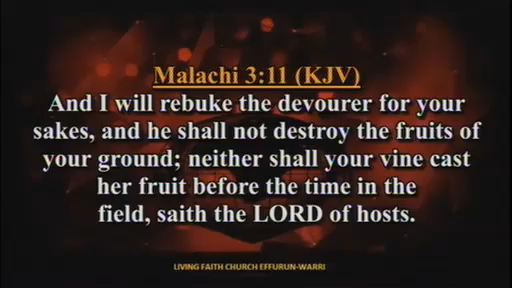 Malachi 3:11 (KJV)
And I will rebuke the devourer for your
sakes, and he shall not destroy the fruits of
your ground; neither shall your vine cast
her fruit before the time in the
field, saith the LORD of hosts.
LIVING FAITH CHURCH EFFURUN-WARRI